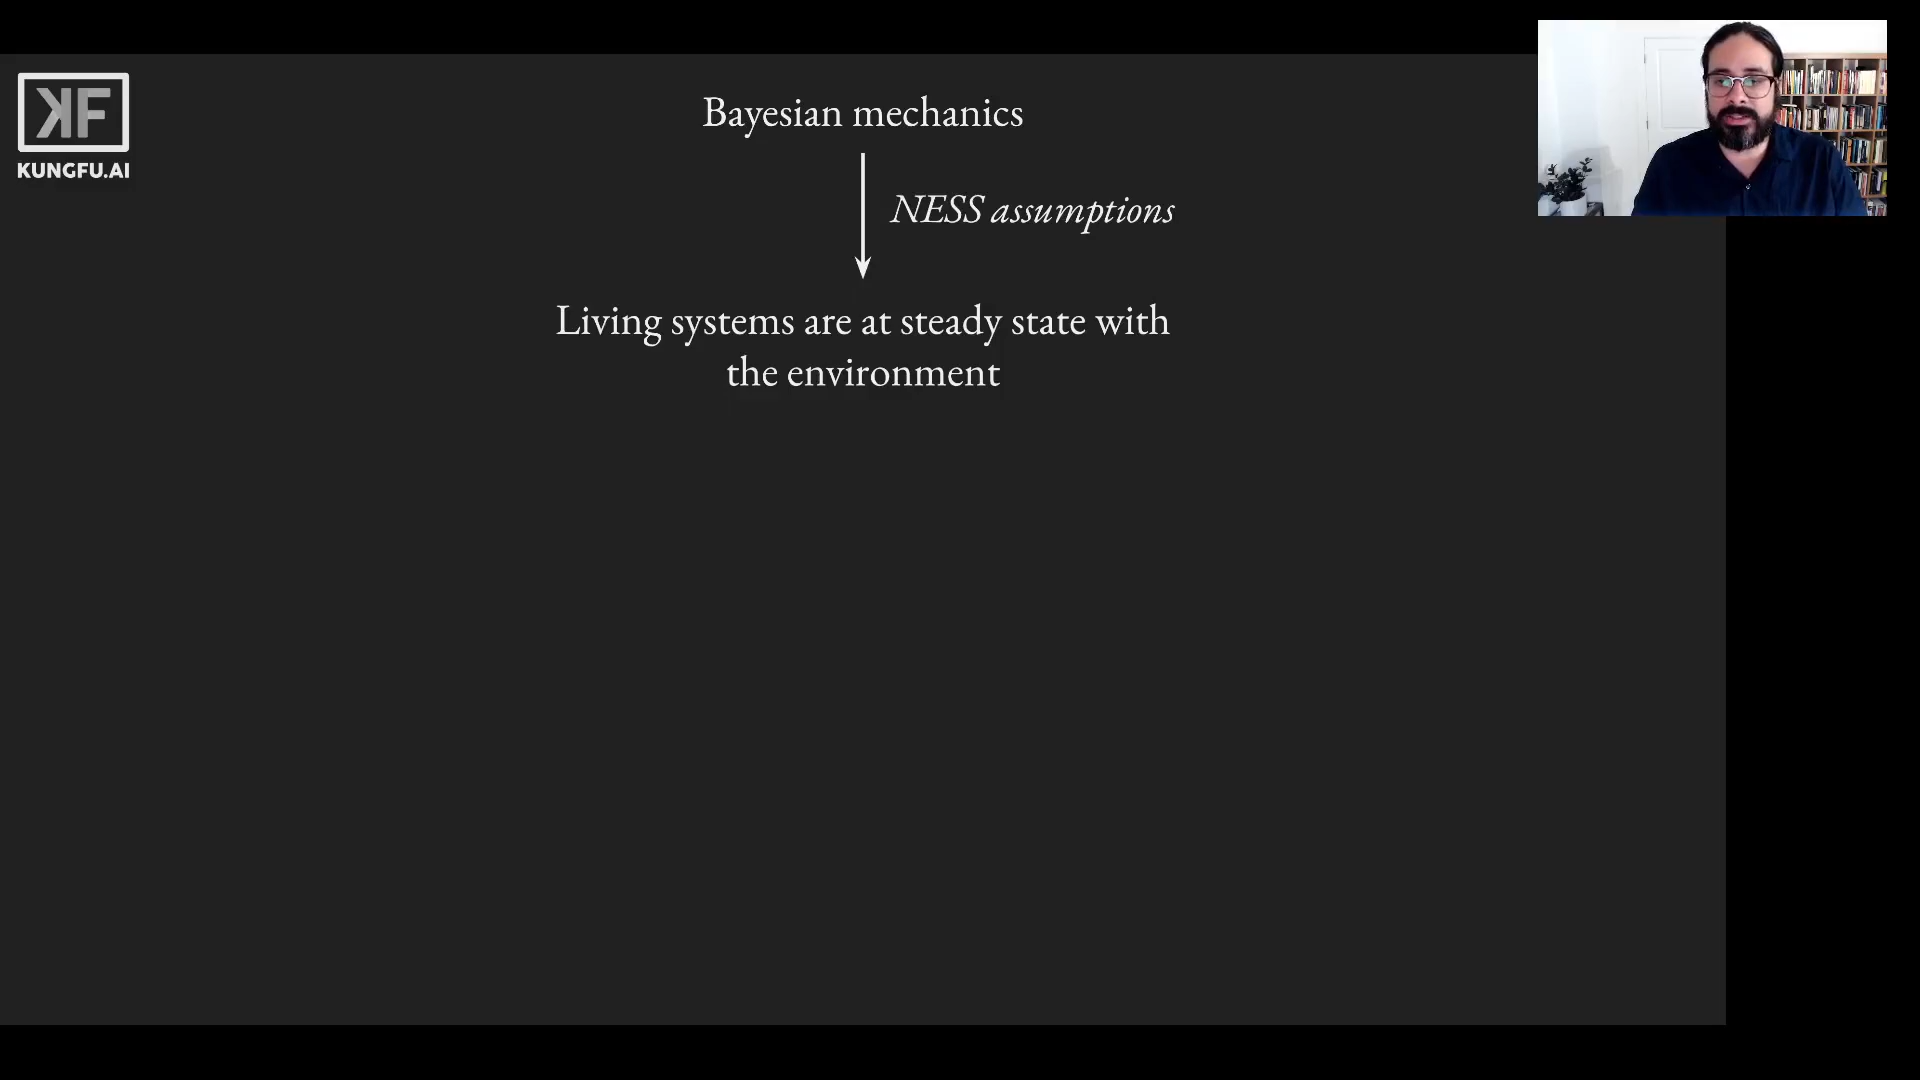 KF
KUNGFU.AI
Bayesian mechanics
NESS assumptions
Living systems are at steady state with
the environment